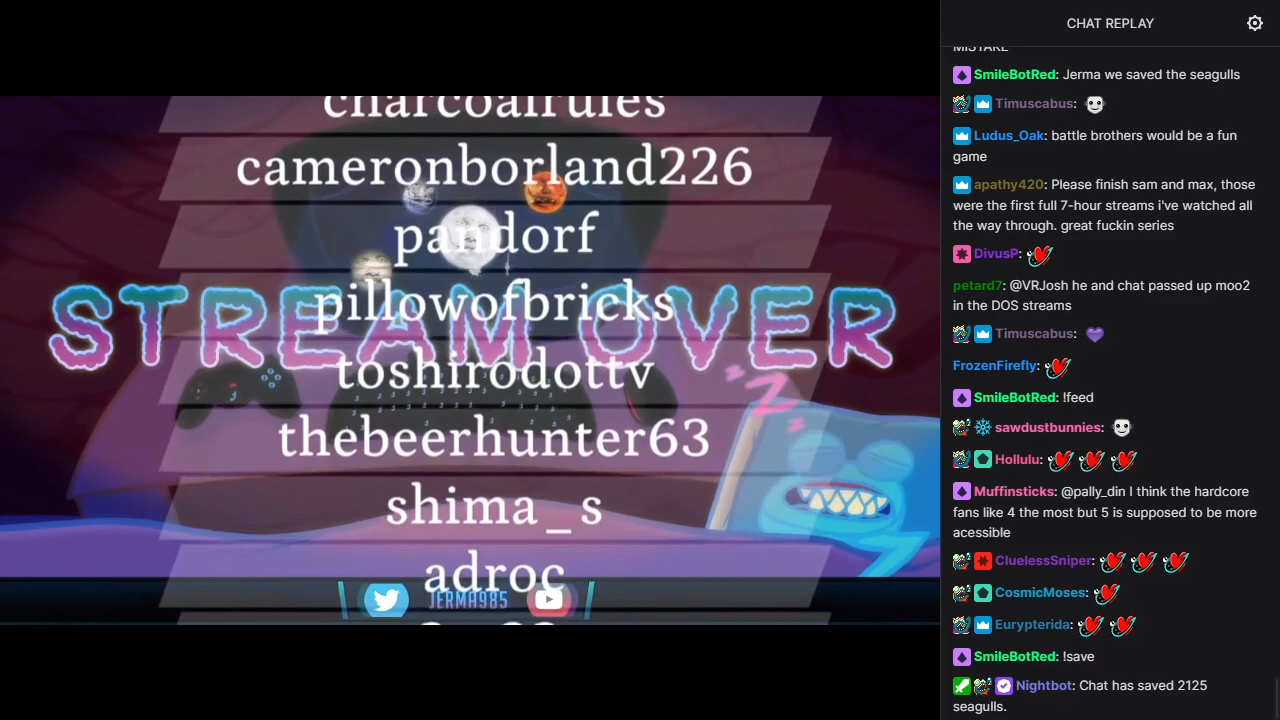 charcoalrules
cameronborland226
pandorf
pillowofbricks
STREAM OVER
toshirodottv
thebeerhunter63
shima_s
adroc
JERMA985
CHAT REPLAY
MISTAKE
SmileBotRed: Jerma we saved the seagulls
Timuscabus:
Ludus_Oak: battle brothers would be a fun
game
apathy420: Please finish sam and max, those
were the first full 7-hour streams i've watched all
the way through. great fuckin series
DivusP:
petard7: @VRJosh he and chat passed up moo2
in the DOS streams
Timuscabus:
FrozenFirefly:
SmileBotRed: !feed
sawdustbunnies:
Hollulu:
Muffinsticks: @pally_din I think the hardcore
fans like 4 the most but 5 is supposed to be more
acessible
CluelessSniper:
CosmicMoses:
Eurypterida:
SmileBotRed: !save
Nightbot: Chat has saved 2125
seagulls.